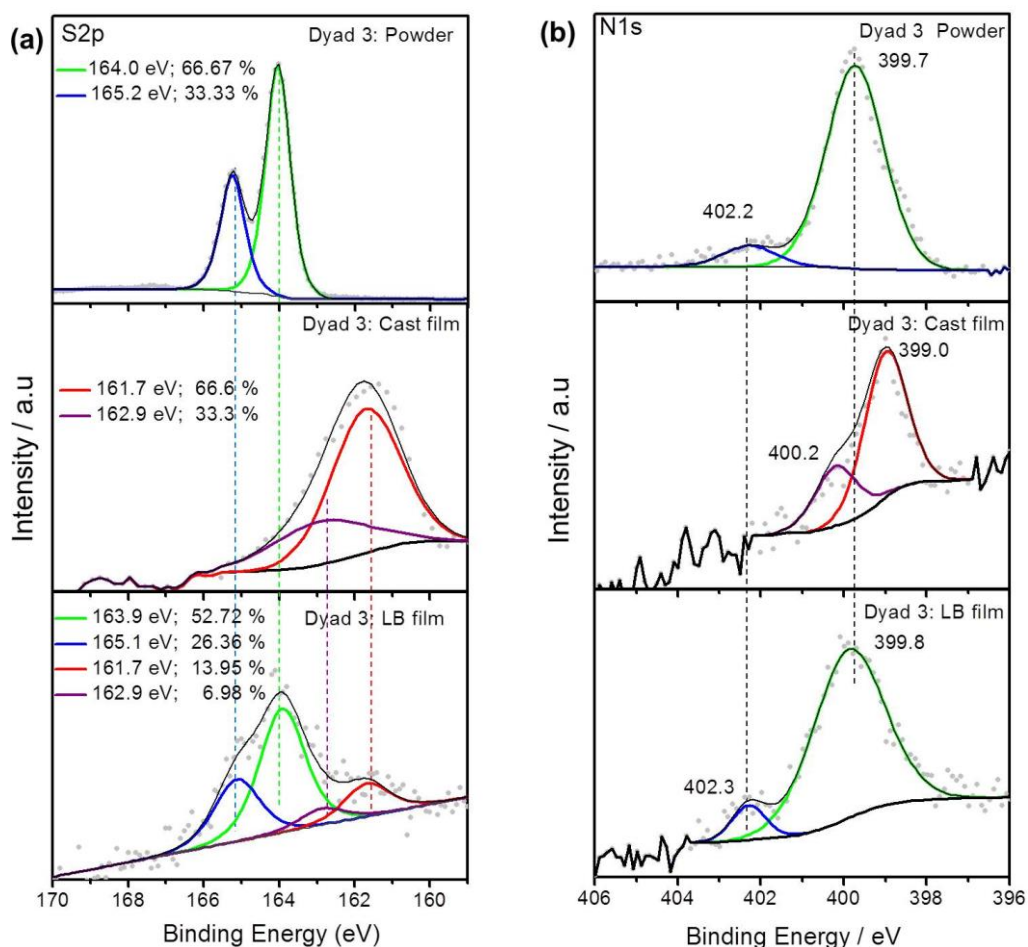 (a)
S2p
Dyad 3: Powder
164.0 eV; 66.67 %
165.2 eV; 33.33 %
Dyad 3: Cast film
161.7 eV; 66.6 %
162.9 eV; 33.3 %
Dyad 3: LB film
163.9 eV; 52.72 %
165.1 eV; 26.36 %
161.7 eV; 13.95 %
162.9 eV; 6.98 %
Intensity / a.u
170 168 166 164 162 160
Binding Energy (eV)
(b)
N1s
Dyad 3 Powder
399.7
402.2
Dyad 3: Cast film
399.0
400.2
Dyad 3: LB film
399.8
402.3
Intensity / a.u
406 404 402 400 398 396
Binding Energy / eV